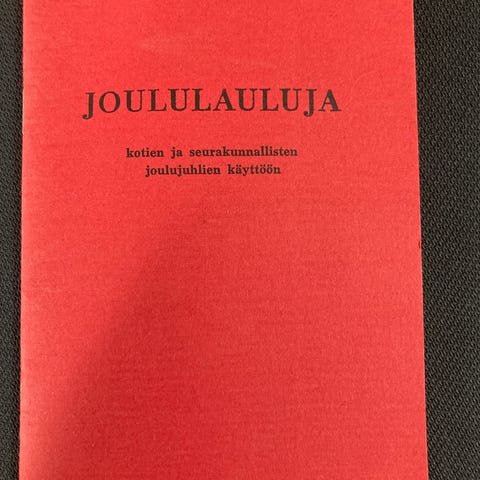 JOULULAULUJA
kotien ja seurakunnallisten
joulujuhlien käyttöön